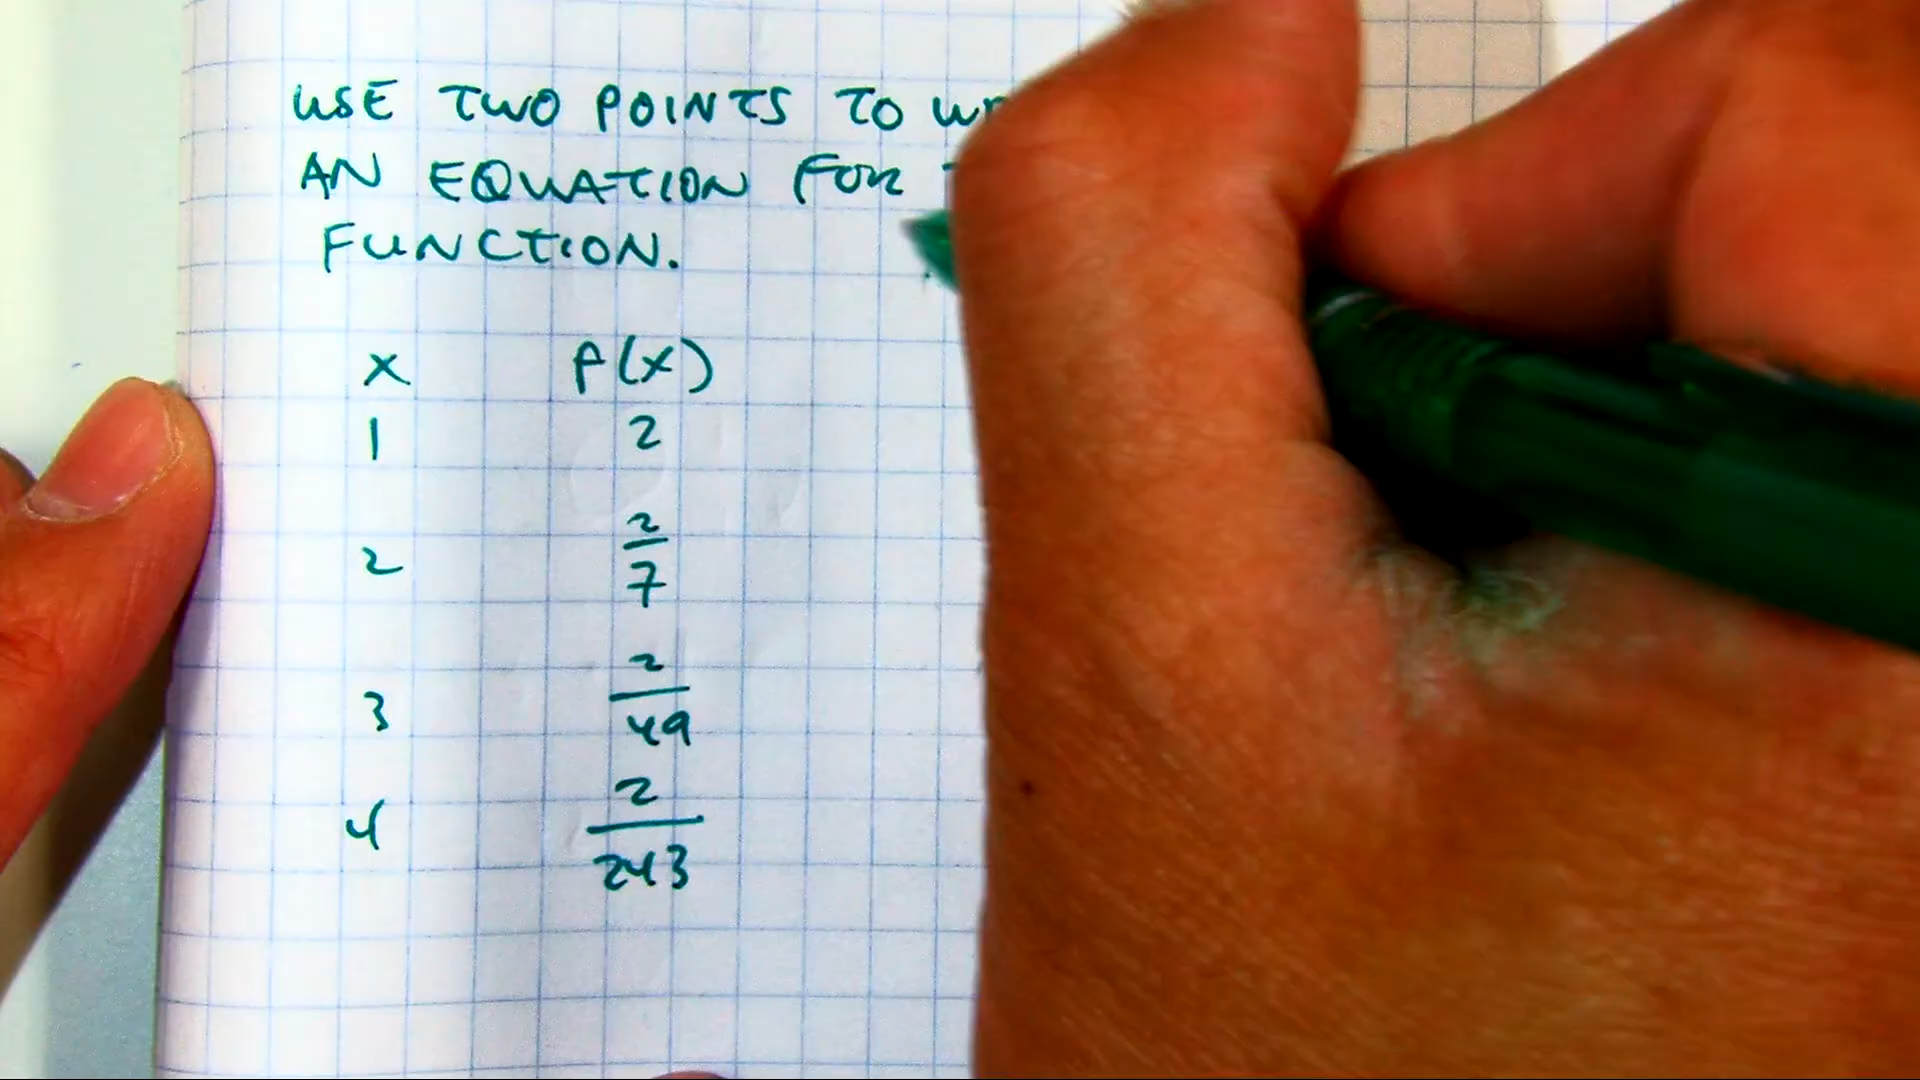 USE TWO POINTS TO
AN EQUATION FOR
FUNCTION.
x f(x)
1 2
2 2/7
3 2/49
4 2/243